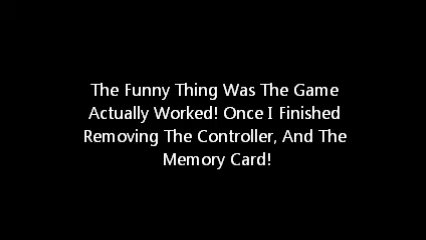 The Funny Thing Was The Game
Actually Worked! Once I Finished
Removing The Controller, And The
Memory Card!